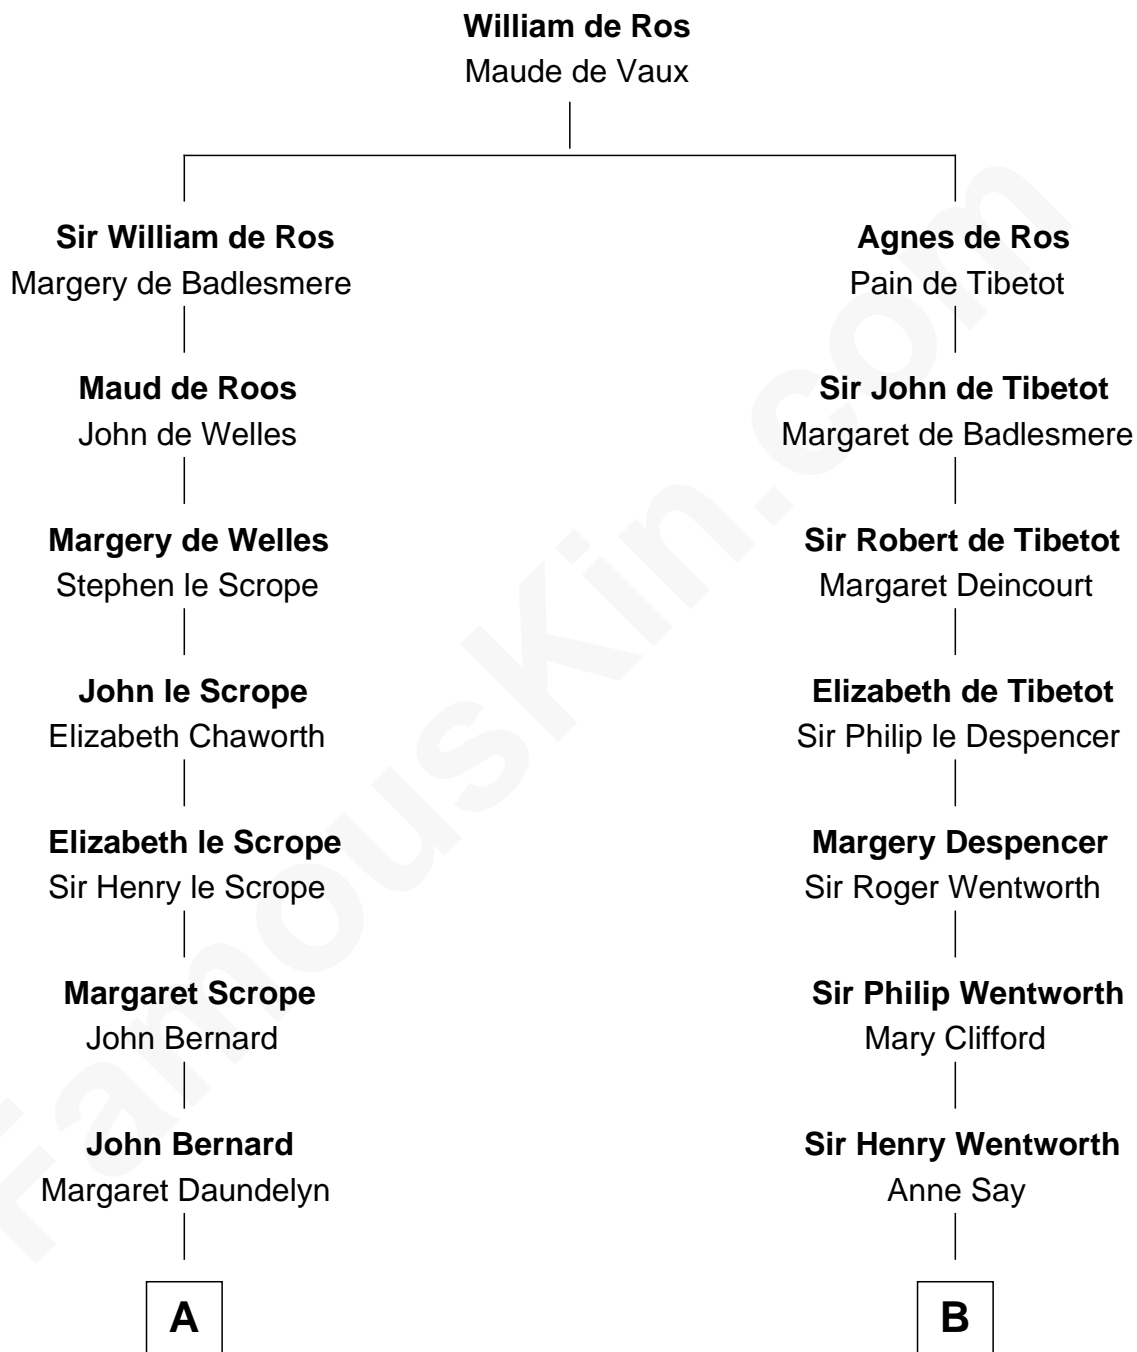 William de Ros
Maude de Vaux
Sir William de Ros
Margery de Badlesmere
Agnes de Ros
Pain de Tibetot
Maud de Roos
John de Welles
Sir John de Tibetot
Margaret de Badlesmere
Margery de Welles
Stephen le Scrope
Sir Robert de Tibetot
Margaret Deincourt
John le Scrope
Elizabeth Chaworth
Elizabeth de Tibetot
Sir Philip le Despencer
Elizabeth le Scrope
Sir Henry le Scrope
Margery Despencer
Sir Roger Wentworth
Margaret Scrope
John Bernard
Sir Philip Wentworth
Mary Clifford
John Bernard
Margaret Daundelyn
Sir Henry Wentworth
Anne Say
A
B
FamousKin.com